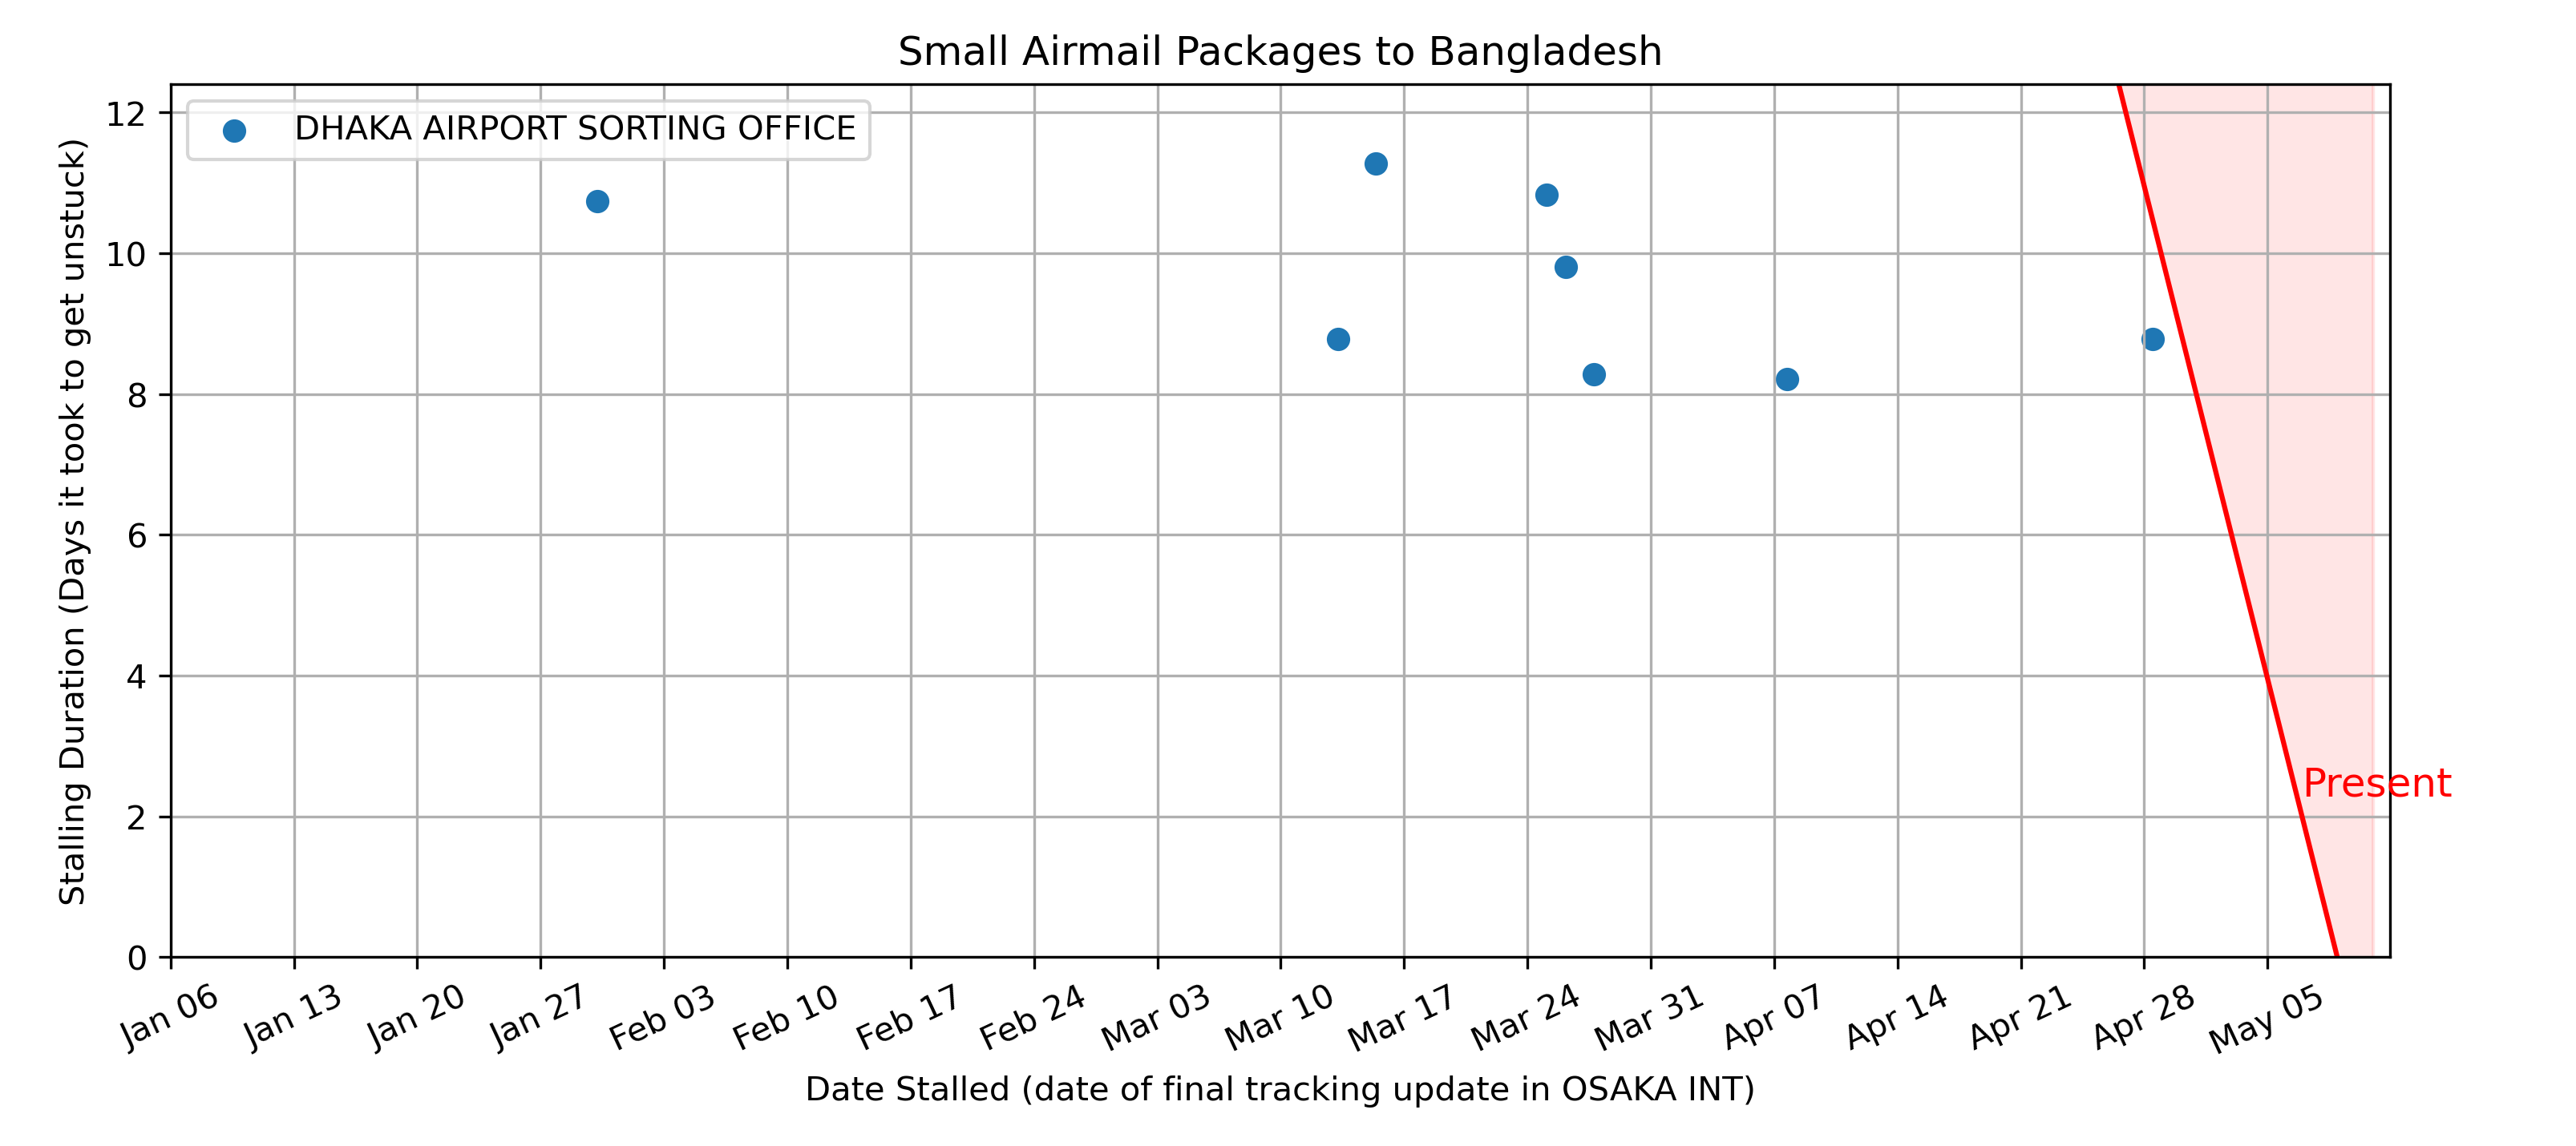 Small Airmail Packages to Bangladesh
DHAKA AIRPORT SORTING OFFICE
Stalling Duration (Days it took to get unstuck)
12
10
8
6
4
2
0
Present
Jan 06 Jan 13 Jan 20 Jan 27 Feb 03 Feb 10 Feb 17 Feb 24 Mar 03 Mar 10 Mar 17 Mar 24 Mar 31 Apr 07 Apr 14 Apr 21 Apr 28 May 05
Date Stalled (date of final tracking update in OSAKA INT)